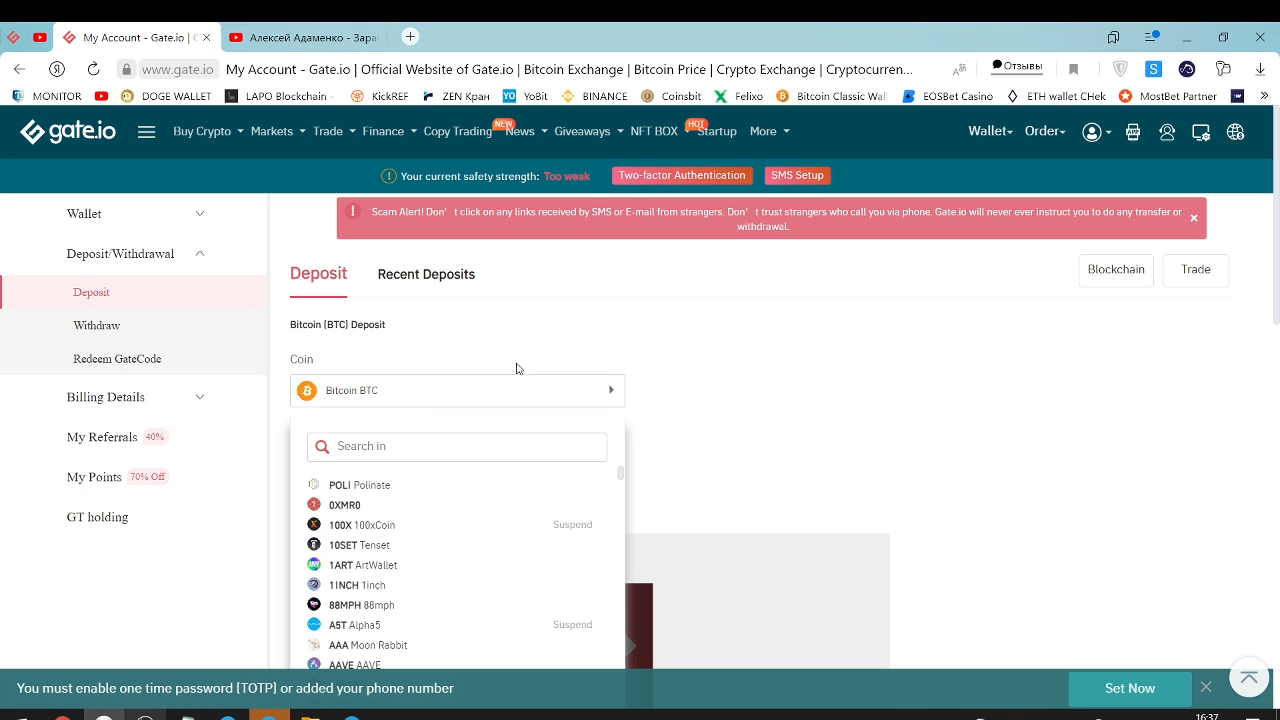 My Account - Gate.io | C
Алексей Адаменко - Зара
www.gate.io
My Account - Gate.io | Official Website of Gate.io | Bitcoin Exchange | Bitcoin Price | Crypto Exchange | Cryptocurren...
Отзывы
MONITOR
DOGE WALLET
LAPO Blockchain
KickREF
ZEN Кран
YoBit
BINANCE
Coinsbit
Felixo
Bitcoin Classic Wall
EOSBet Casino
ETH wallet CHek
MostBet Partners
gate.io
Buy Crypto
Markets
Trade
Finance
Copy Trading
NEW
News
Giveaways
NFT BOX
HOT
Startup
More
Wallet
Order
Your current safety strength: Too weak
Two-factor Authentication
SMS Setup
Scam Alert! Don't click on any links received by SMS or E-mail from strangers. Don't trust strangers who call you via phone. Gate.io will never ever instruct you to do any transfer or
withdrawal.
Wallet
Deposit/Withdrawal
Deposit
Withdraw
Redeem GateCode
Billing Details
My Referrals 40%
My Points 70% Off
GT holding
Deposit
Recent Deposits
Blockchain
Trade
Bitcoin (BTC) Deposit
Coin
Bitcoin BTC
Search in
POLI Polinate
0XMR0
100X 100xCoin Suspend
10SET Tenset
1ART ArtWallet
1INCH 1inch
88MPH 88mph
A5T Alpha5 Suspend
AAA Moon Rabbit
AAVE AAVE
You must enable one time password (TOTP) or added your phone number
Set Now
16:37